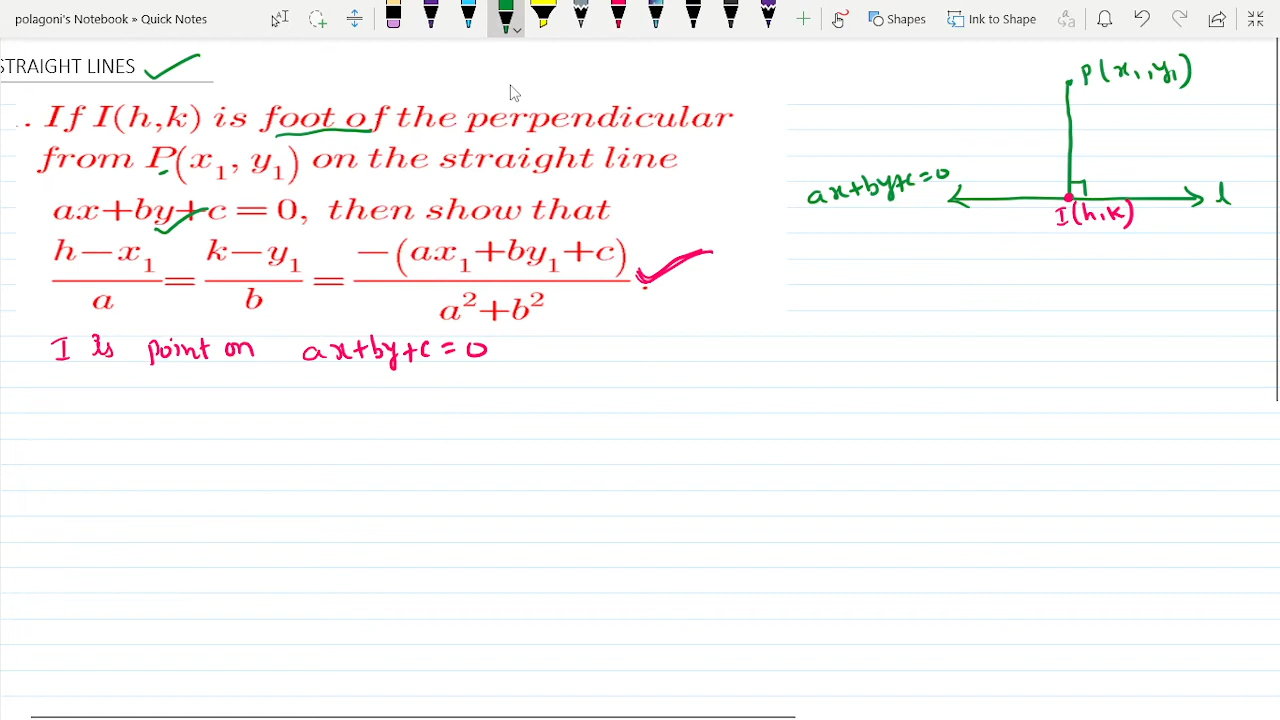 polagoni's Notebook » Quick Notes
Shapes
Ink to Shape
STRAIGHT LINES
. If I(h,k) is foot of the perpendicular
from P(x₁, y₁) on the straight line
ax+by+c=0, then show that
h−x₁/a = k−y₁/b = −(ax₁+by₁+c)/a²+b² .
I is point on ax+by+c=0
P(x₁,y₁)
ax+by+c=0
l
I(h,k)